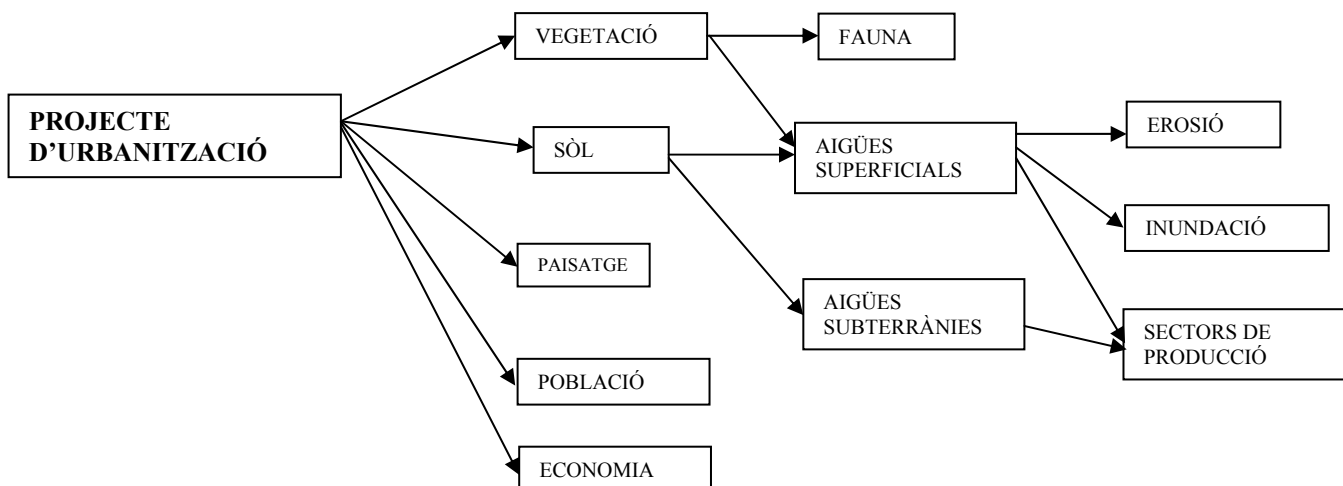 PROJECTE
D’URBANITZACIÓ
VEGETACIÓ
SÒL
PAISATGE
POBLACIÓ
ECONOMIA
FAUNA
AIGÜES
SUPERFICIALS
AIGÜES
SUBTERRÀNIES
EROSIÓ
INUNDACIÓ
SECTORS DE
PRODUCCIÓ